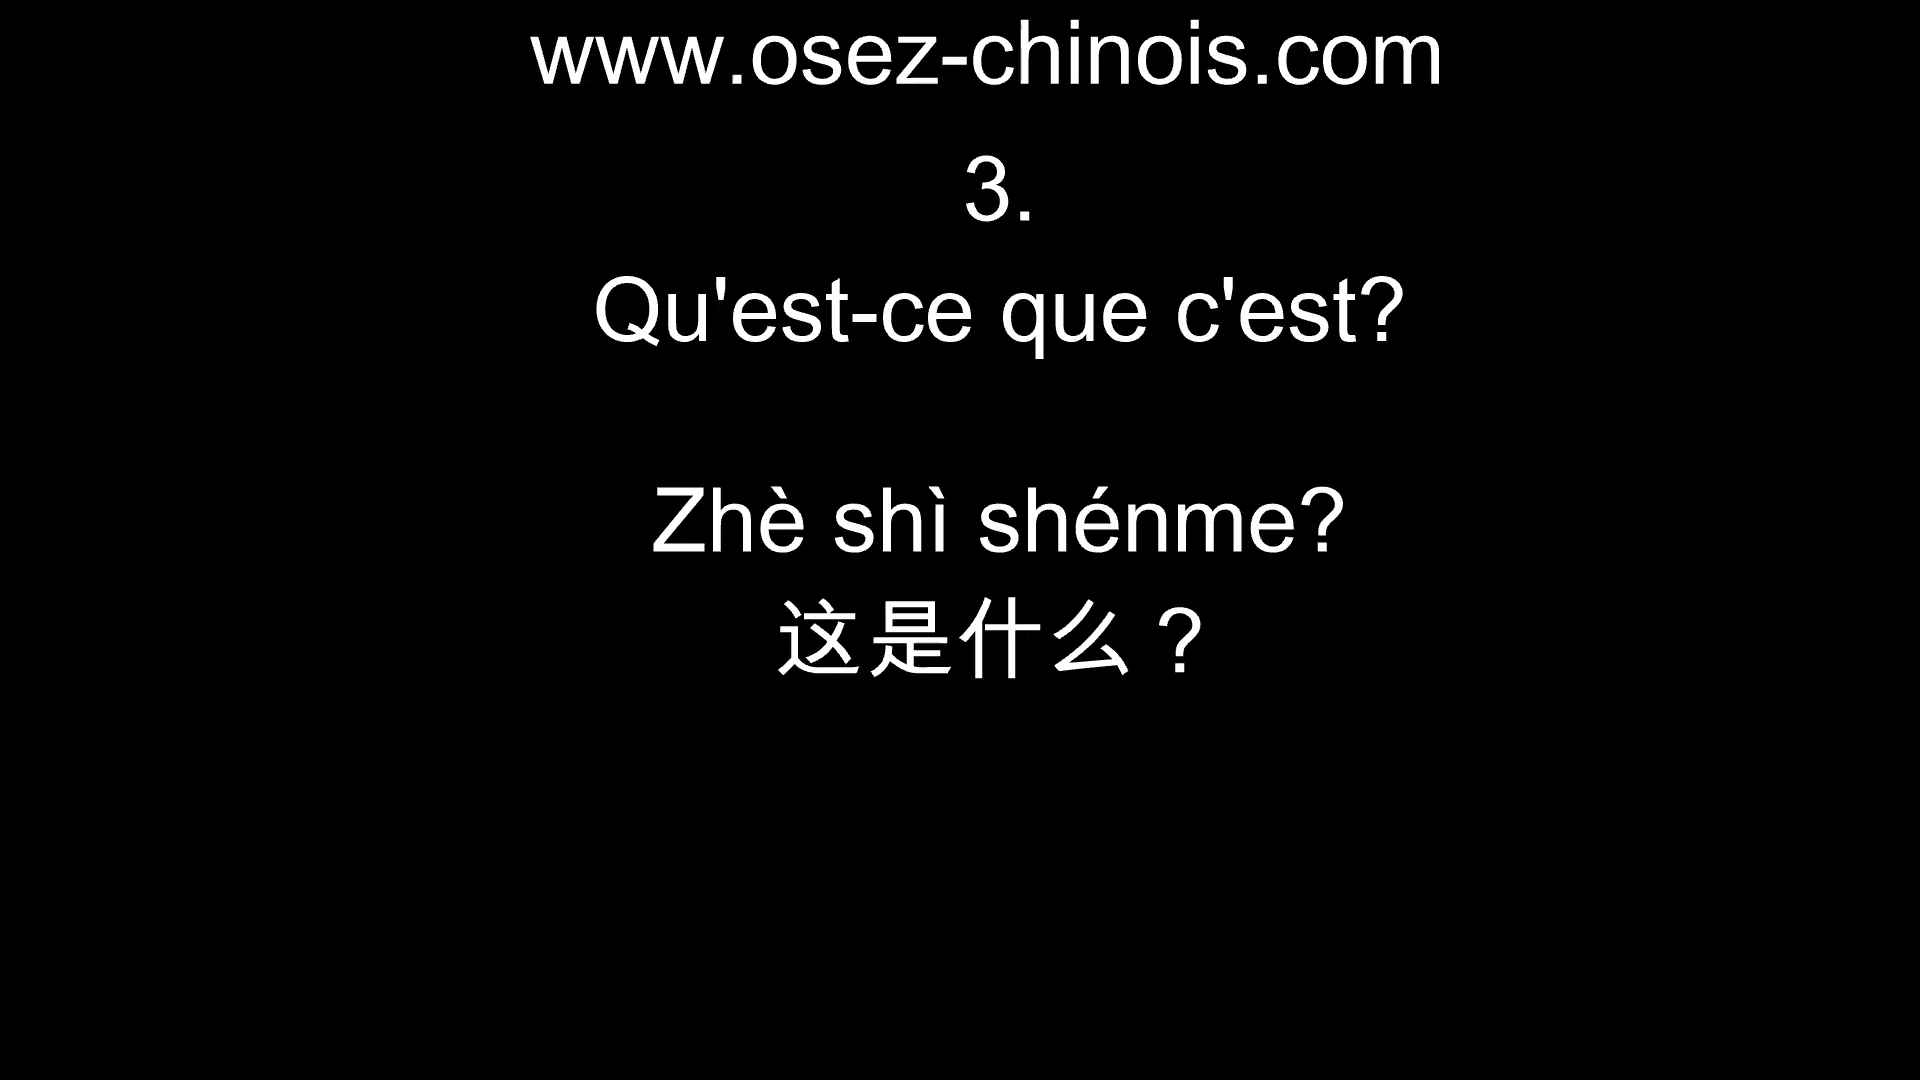 www.osez-chinois.com
3.
Qu'est-ce que c'est?
Zhè shì shénme?
这是什么？